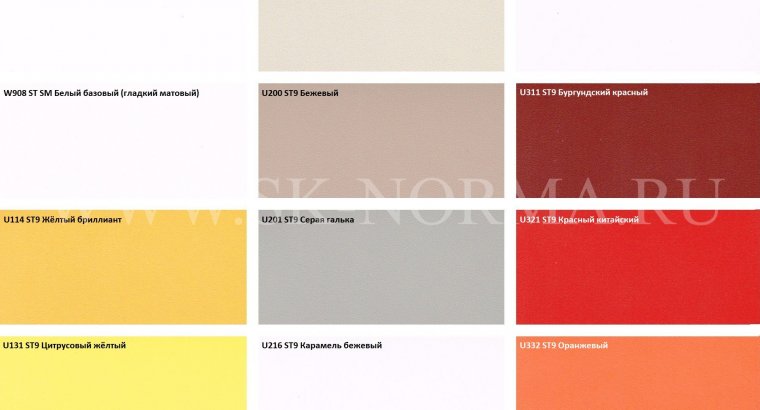 W908 ST SM Белый базовый (гладкий матовый)
U200 ST9 Бежевый
U311 ST9 Бургундский красный
WWW.SK-NORMA.RU
U114 ST9 Жёлтый бриллиант
U201 ST9 Серая галька
U321 ST9 Красный китайский
U131 ST9 Цитрусовый жёлтый
U216 ST9 Карамель бежевый
U332 ST9 Оранжевый